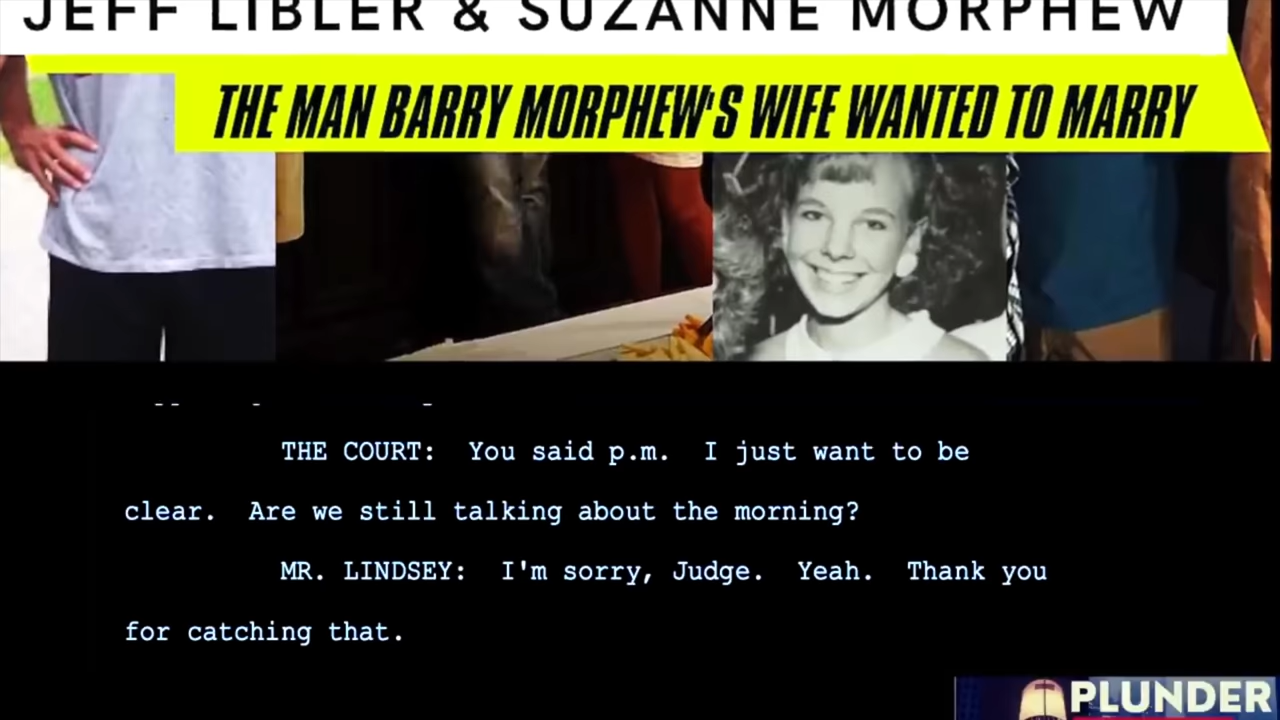 JEFF LIBLER & SUZANNE MORPHEW
THE MAN BARRY MORPHEW'S WIFE WANTED TO MARRY
THE COURT: You said p.m. I just want to be
clear. Are we still talking about the morning?
MR. LINDSEY: I'm sorry, Judge. Yeah. Thank you
for catching that.
PLUNDER